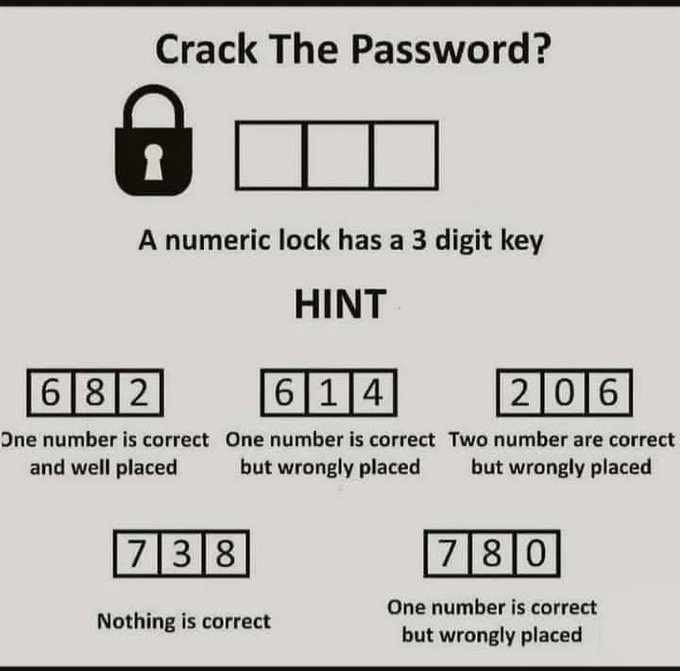 Crack The Password?
A numeric lock has a 3 digit key
HINT
6 8 2
One number is correct
and well placed
6 1 4
One number is correct
but wrongly placed
2 0 6
Two number are correct
but wrongly placed
7 3 8
Nothing is correct
7 8 0
One number is correct
but wrongly placed